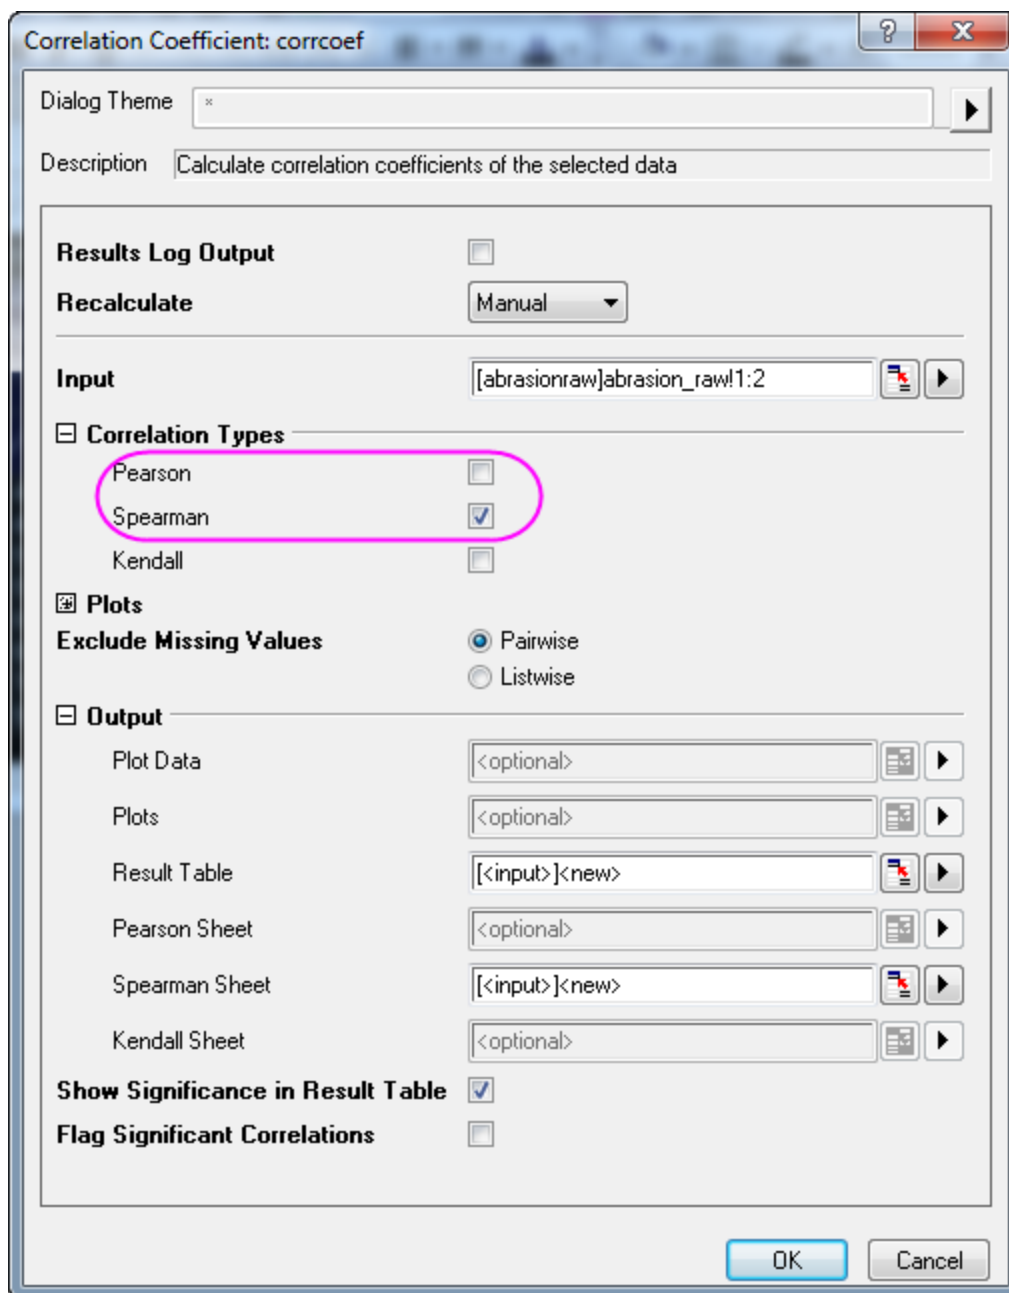 Correlation Coefficient: corrcoef
Dialog Theme *
Description Calculate correlation coefficients of the selected data
Results Log Output
Recalculate Manual
Input [abrasionraw]abrasion_raw!1:2
Correlation Types
Pearson
Spearman
Kendall
Plots
Exclude Missing Values Pairwise
Listwise
Output
Plot Data <optional>
Plots <optional>
Result Table [<input>]<new>
Pearson Sheet <optional>
Spearman Sheet [<input>]<new>
Kendall Sheet <optional>
Show Significance in Result Table
Flag Significant Correlations
OK Cancel